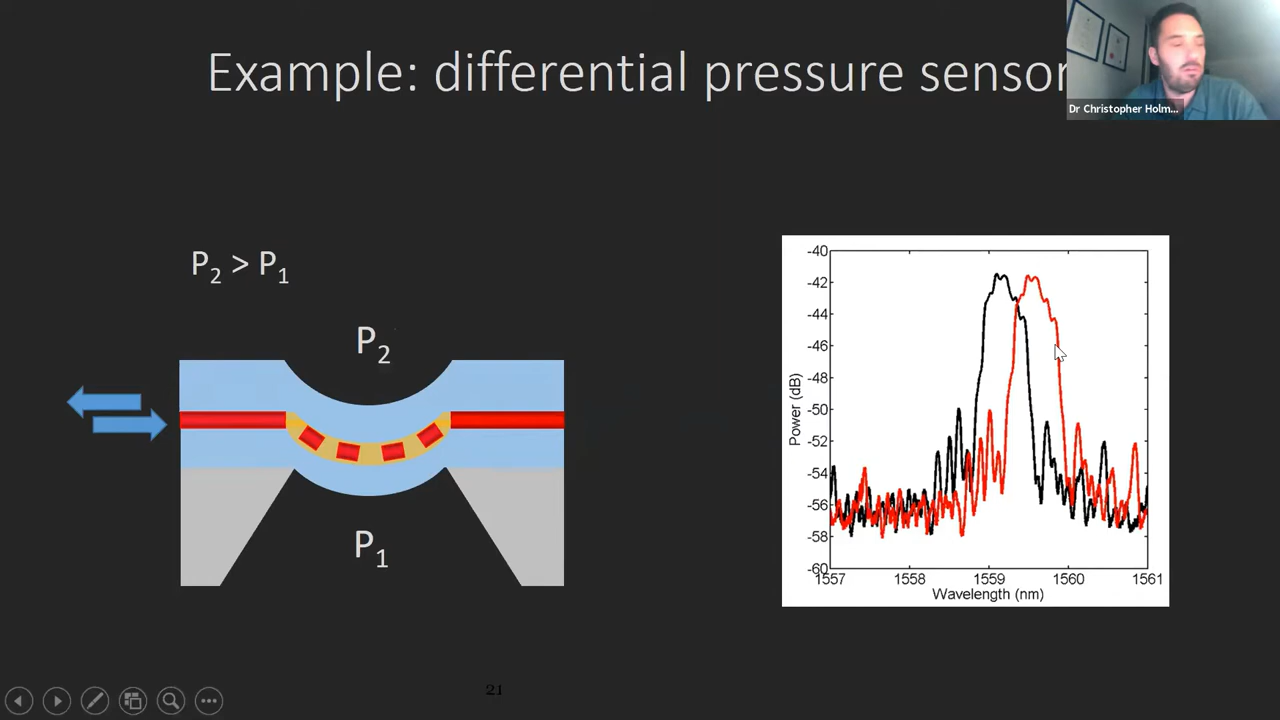 Example: differential pressure sensor
Dr Christopher Holm...
P2 > P1
P2
P1
-40
-42
-44
-46
-48
-50
-52
-54
-56
-58
-60
Power (dB)
1557 1558 1559 1560 1561
Wavelength (nm)
21